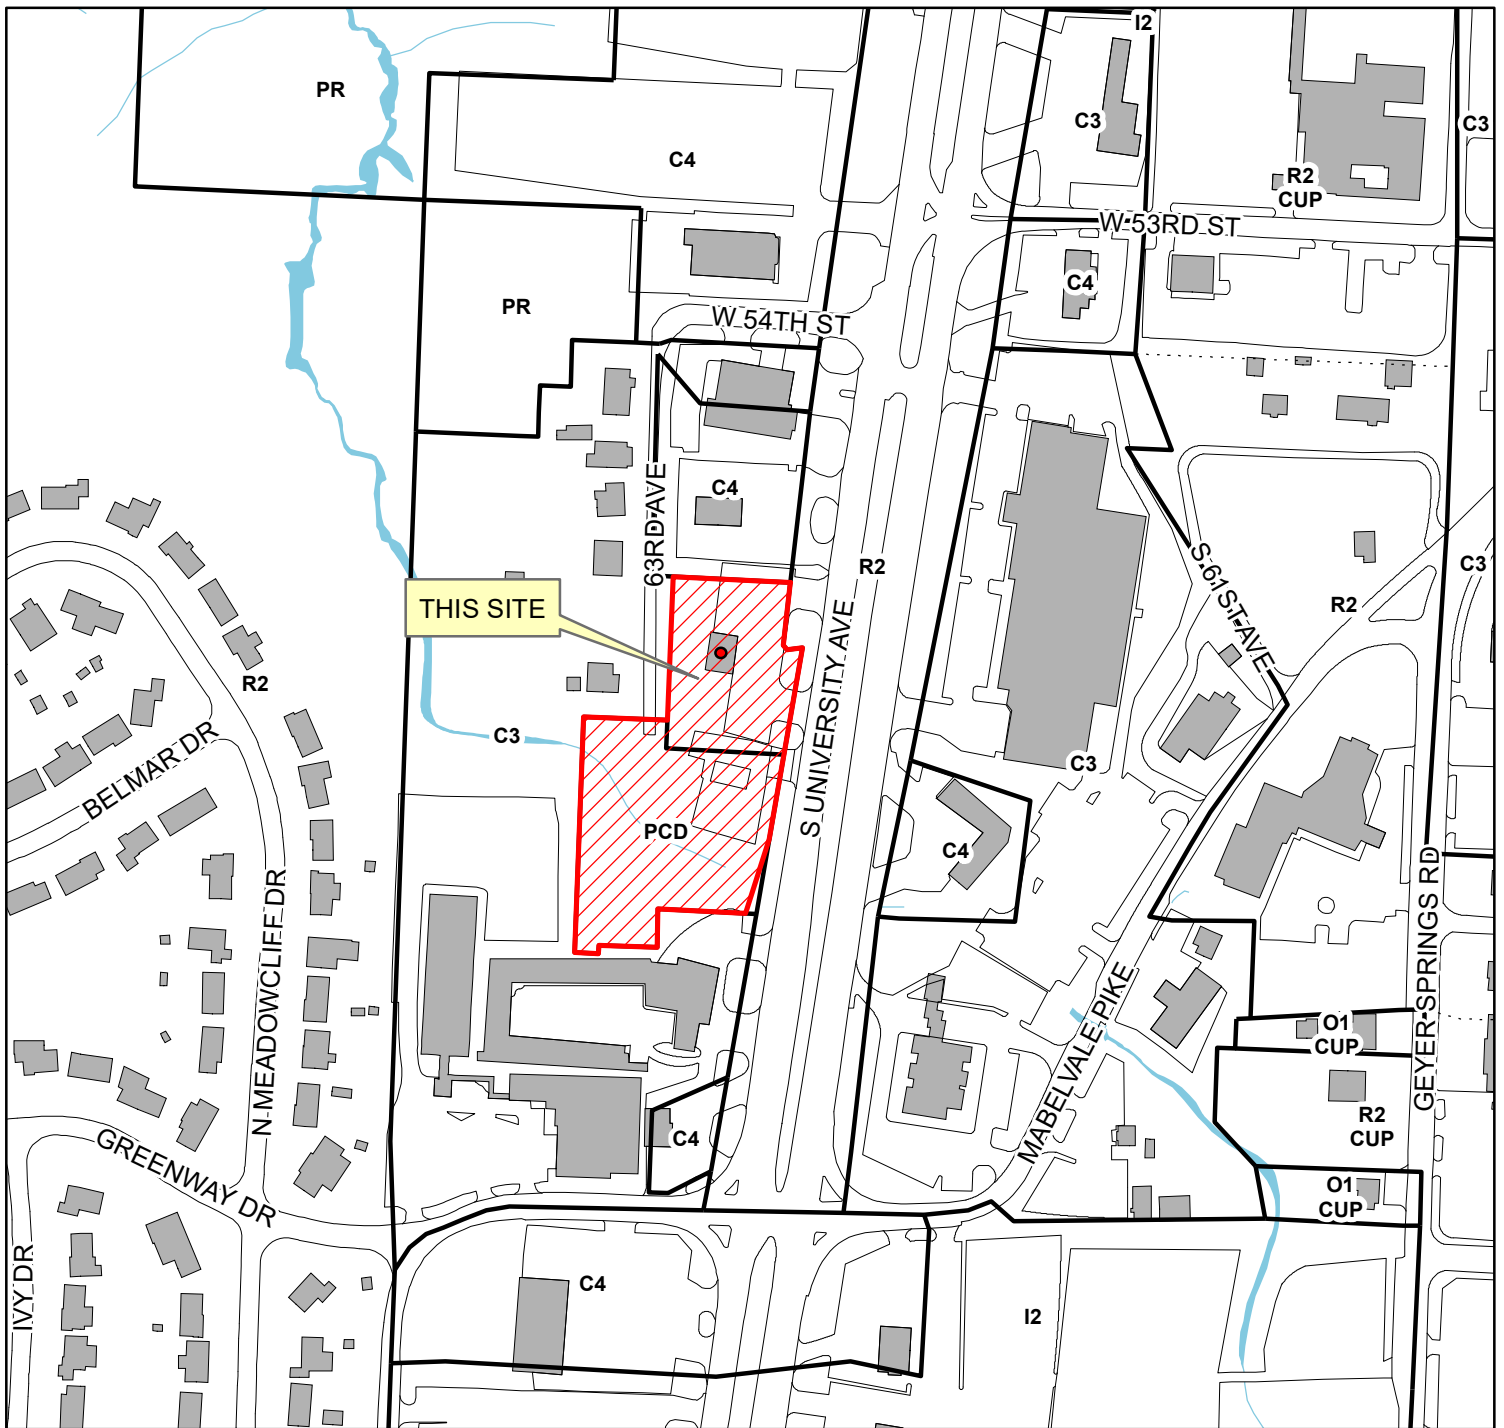 I2
PR
C3
C3
C4
R2
CUP
W 53RD ST
C4
PR
W 54TH ST
63RD AVE
C4
R2
S 61ST AVE
C3
THIS SITE
R2
S UNIVERSITY AVE
R2
BELMAR DR
C3
C3
PCD
C4
N MEADOWCLIFF DR
GEYER SPRINGS RD
MABELVALE PIKE
O1
CUP
R2
CUP
C4
GREENWAY DR
O1
CUP
IVY DR
C4
I2